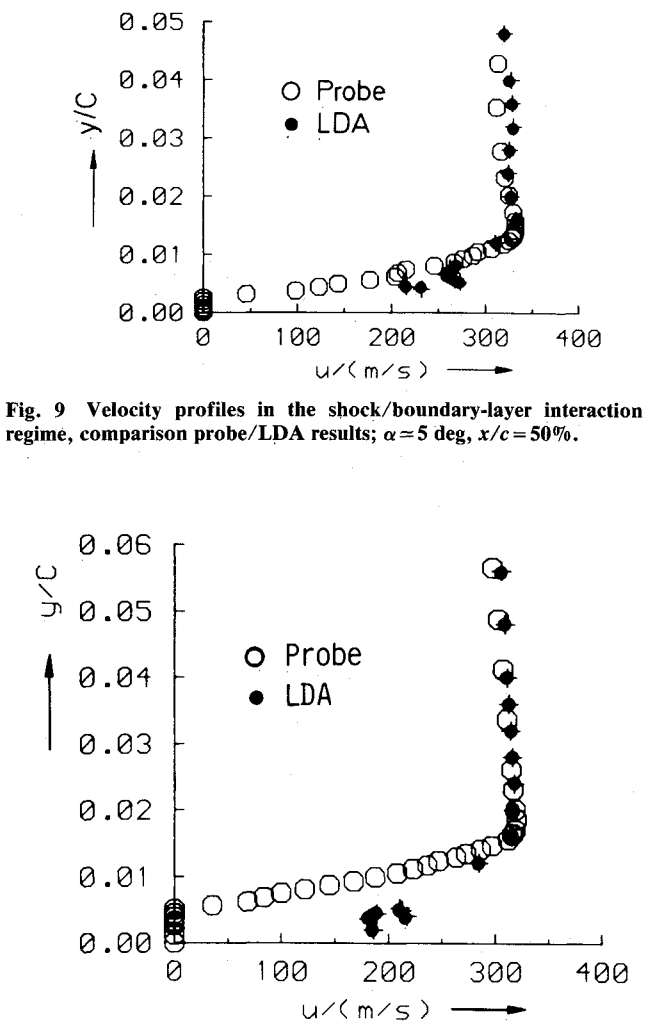 0.05
0.04
0.03
0.02
0.01
0.00
y/C
Probe
LDA
0 100 200 300 400
u/(m/s)
Fig. 9 Velocity profiles in the shock/boundary-layer interaction
regime, comparison probe/LDA results; α≃5 deg, x/c=50%.
0.06
0.05
0.04
0.03
0.02
0.01
0.00
y/C
Probe
LDA
0 100 200 300 400
u/(m/s)